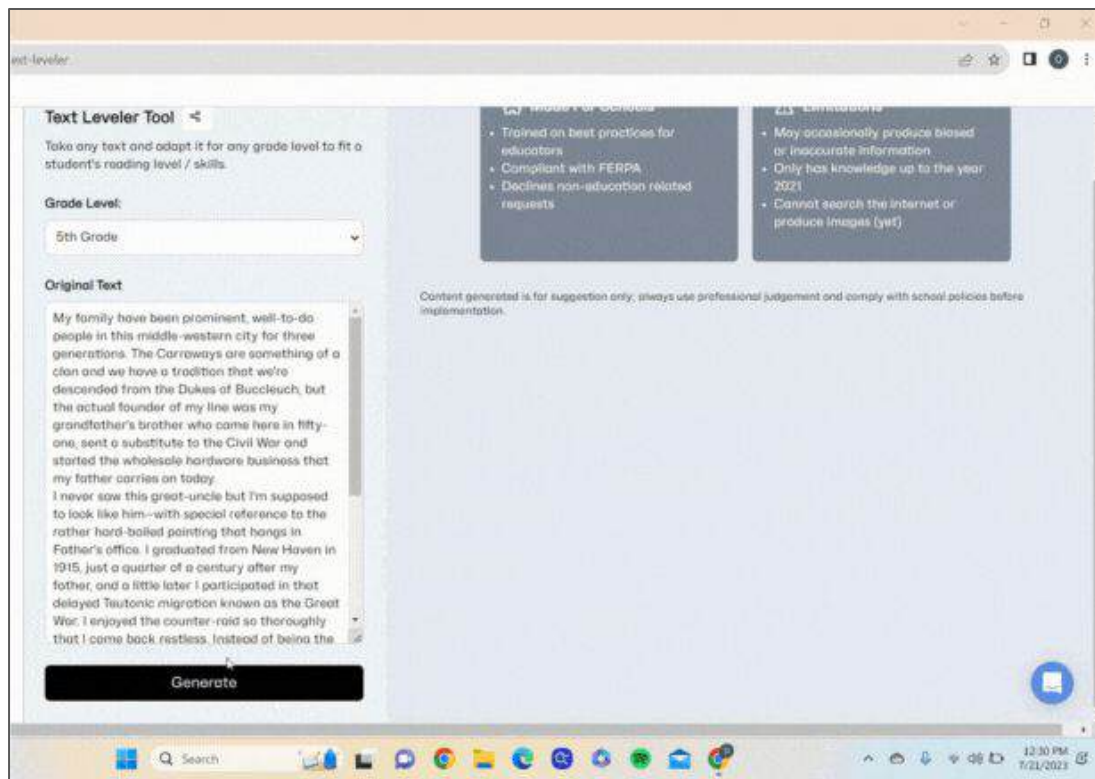 ext-leveler
Text Leveler Tool
Take any text and adapt it for any grade level to fit a
student's reading level / skills.
Grade Level:
5th Grade
Original Text
My family have been prominent, well-to-do
people in this middle-western city for three
generations. The Carraways are something of a
clan and we have a tradition that we're
descended from the Dukes of Buccleuch, but
the actual founder of my line was my
grandfather's brother who came here in fifty-
one, sent a substitute to the Civil War and
started the wholesale hardware business that
my father carries on today.
I never saw this great-uncle but I'm supposed
to look like him—with special reference to the
rather hard-boiled painting that hangs in
Father's office. I graduated from New Haven in
1915, just a quarter of a century after my
father, and a little later I participated in that
delayed Teutonic migration known as the Great
War. I enjoyed the counter-raid so thoroughly
that I came back restless. Instead of being the
Generate
• Trained on best practices for
educators
• Compliant with FERPA
• Declines non-education related
requests
Limitations
• May occasionally produce biased
or inaccurate information
• Only has knowledge up to the year
2021
• Cannot search the internet or
produce images (yet)
Content generated is for suggestion only, always use professional judgement and comply with school policies before
implementation.
Search
12:30 PM
7/21/2023